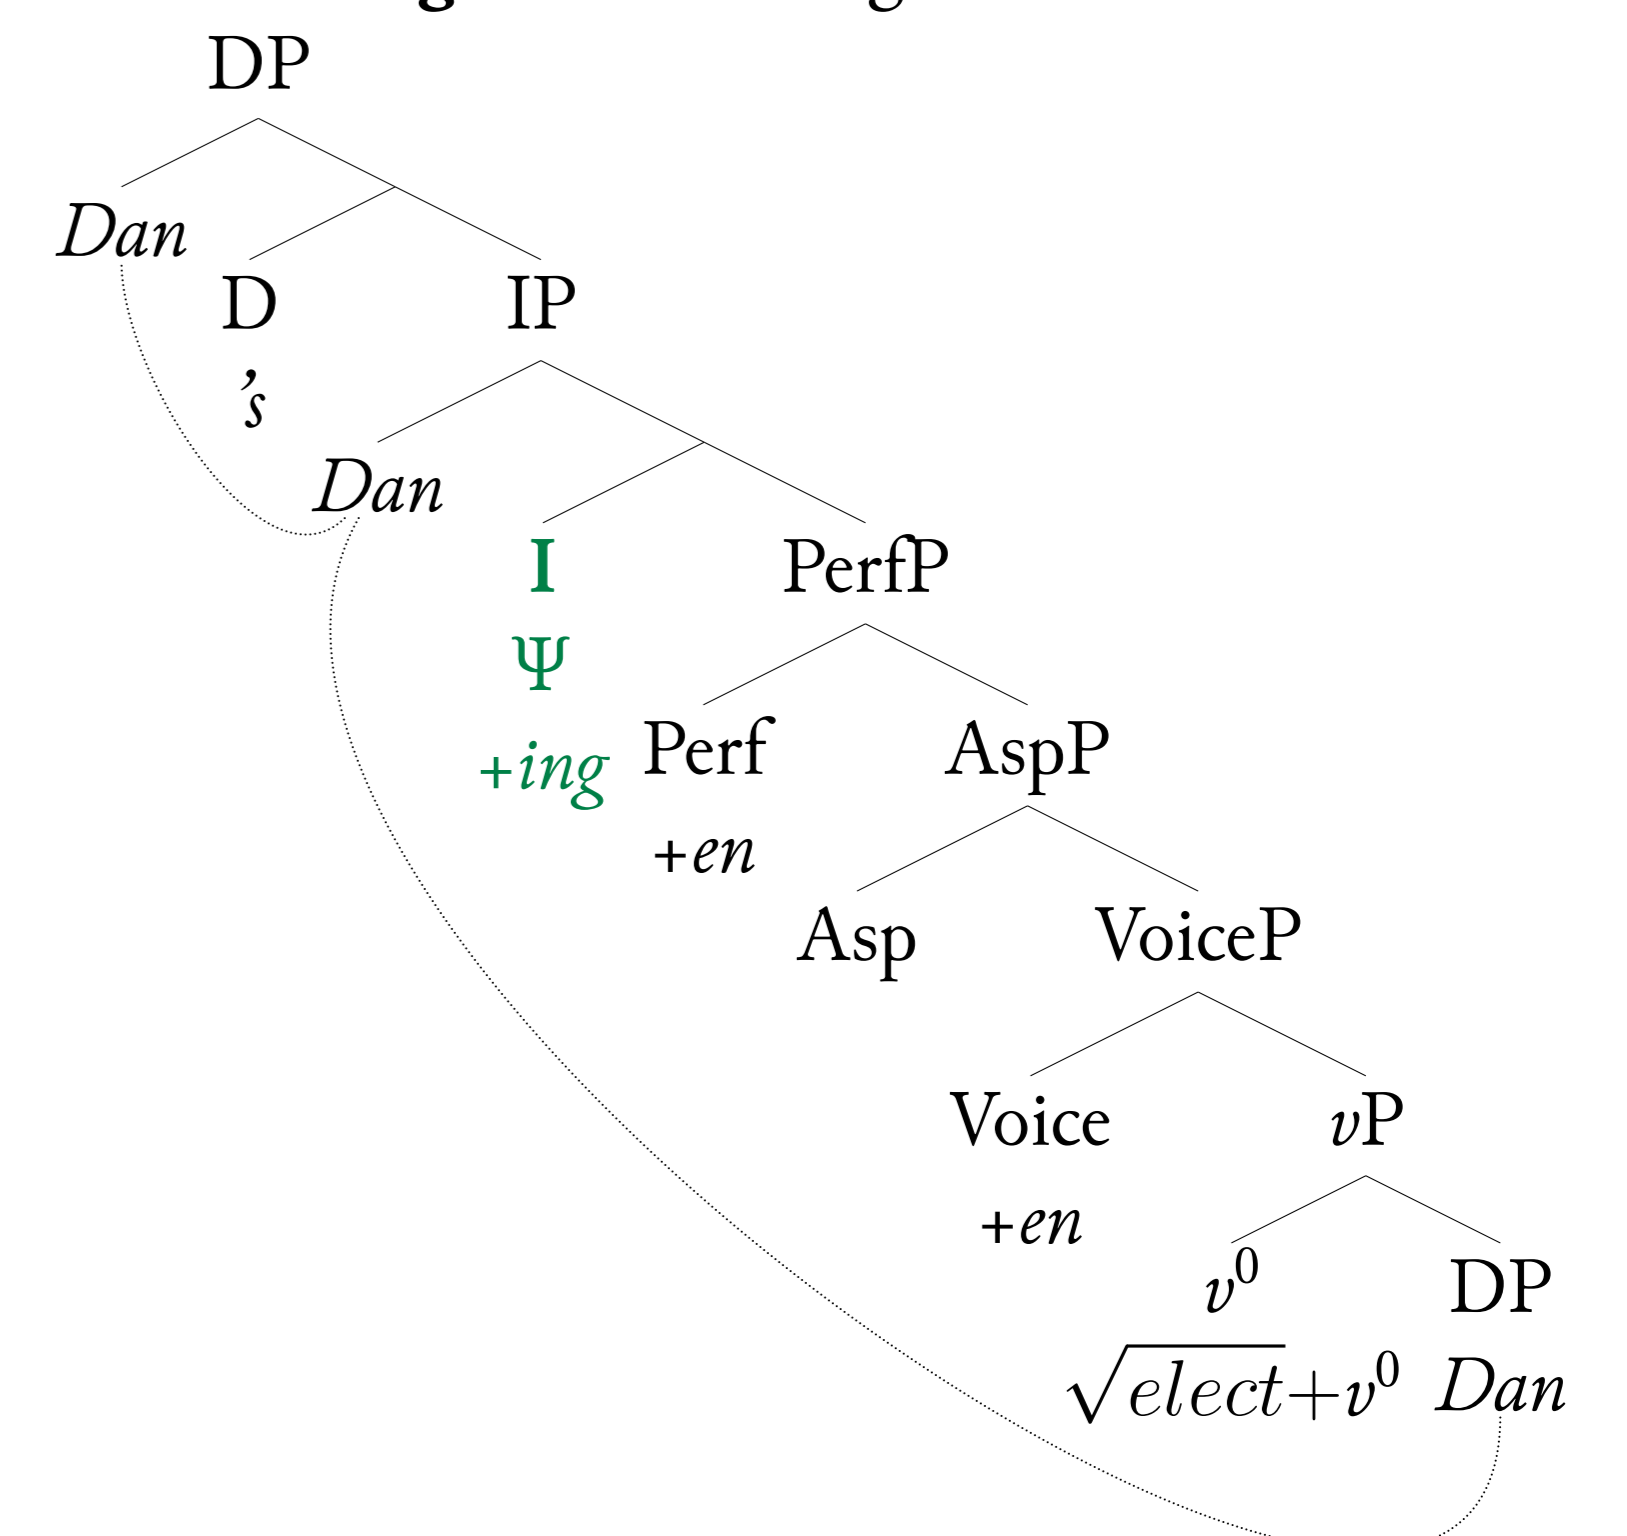 DP
Dan
D IP
’s
Dan
I PerfP
Ψ
+ing Perf AspP
+en
Asp VoiceP
Voice vP
+en
v⁰ DP
√elect+v⁰ Dan